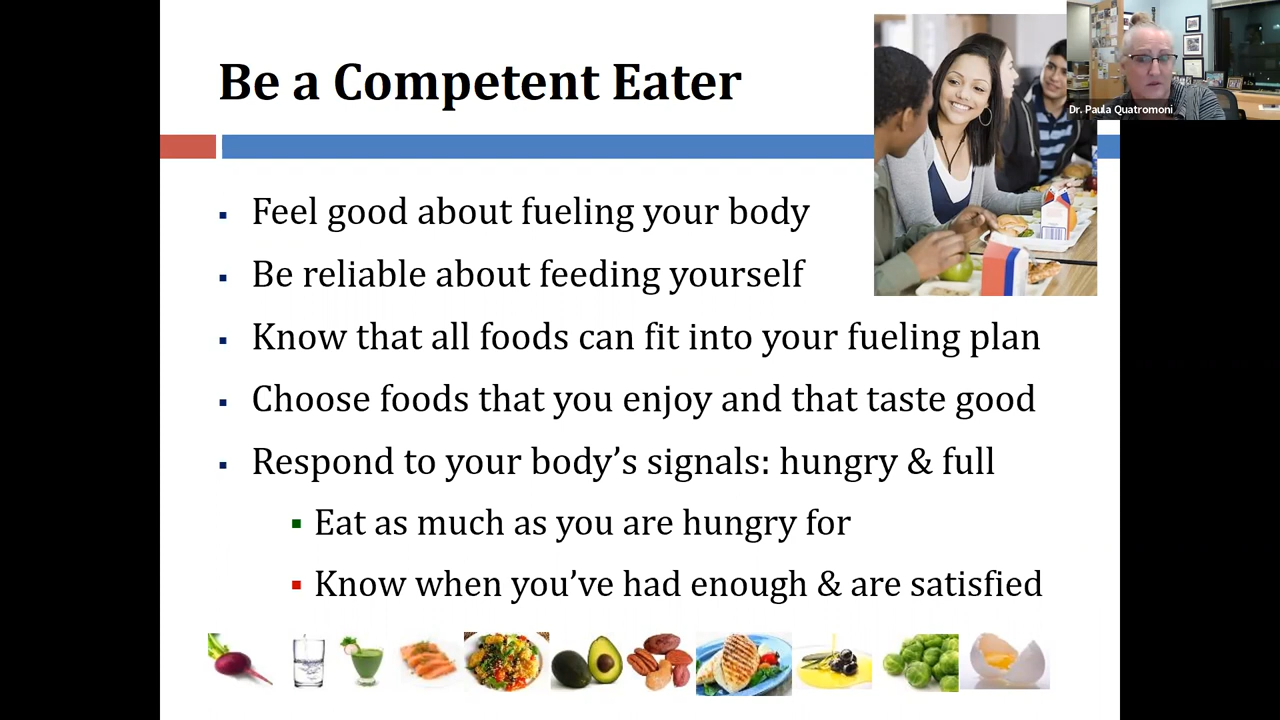 Be a Competent Eater
Dr. Paula Quatromoni
Feel good about fueling your body
Be reliable about feeding yourself
Know that all foods can fit into your fueling plan
Choose foods that you enjoy and that taste good
Respond to your body’s signals: hungry & full
Eat as much as you are hungry for
Know when you’ve had enough & are satisfied